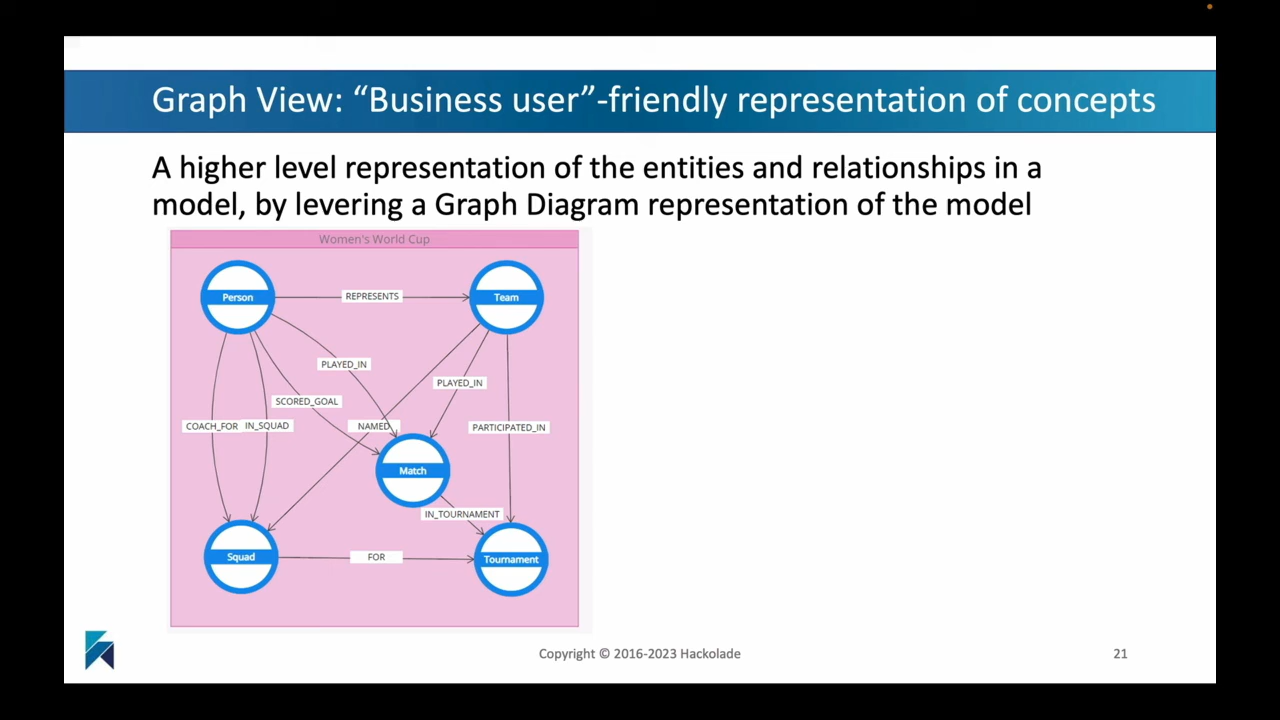 Graph View: “Business user”-friendly representation of concepts
A higher level representation of the entities and relationships in a
model, by levering a Graph Diagram representation of the model
Women's World Cup
Person
REPRESENTS
Team
PLAYED_IN
PLAYED_IN
SCORED_GOAL
COACH_FOR
IN_SQUAD
NAMED
PARTICIPATED_IN
Match
IN_TOURNAMENT
Squad
FOR
Tournament
Copyright © 2016-2023 Hackolade
21